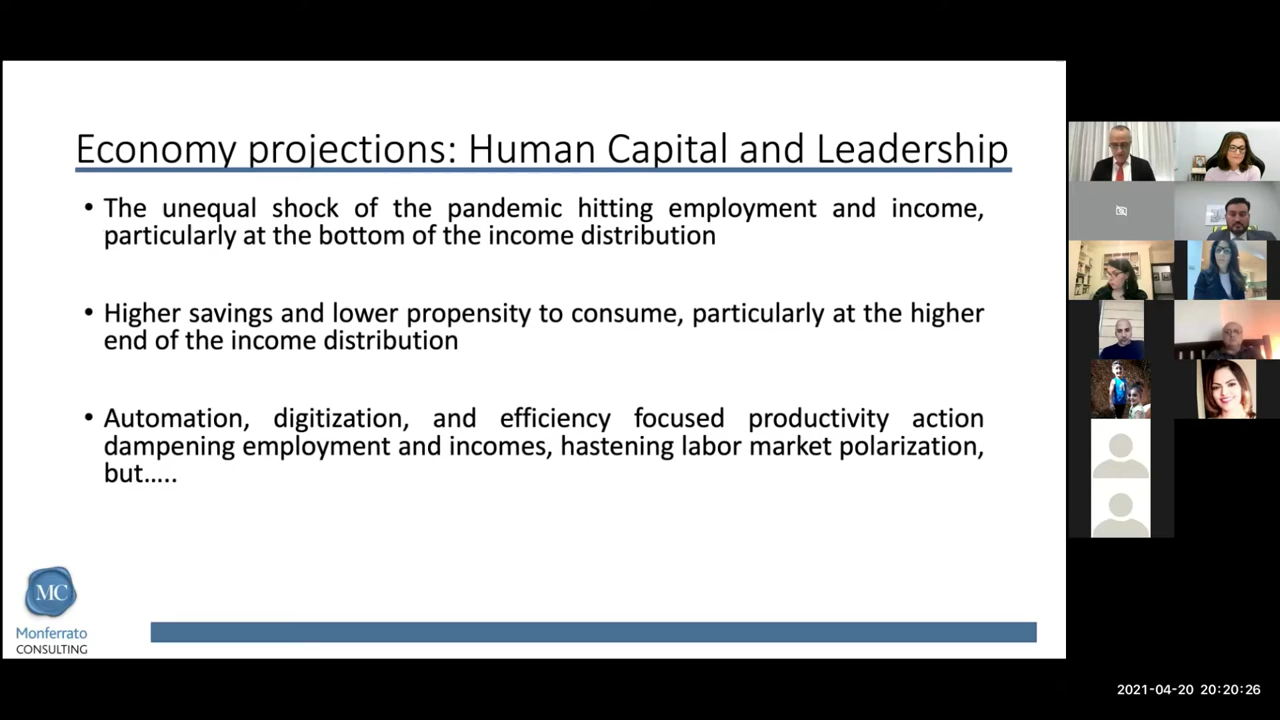 Economy projections: Human Capital and Leadership
• The unequal shock of the pandemic hitting employment and income,
particularly at the bottom of the income distribution
• Higher savings and lower propensity to consume, particularly at the higher
end of the income distribution
• Automation, digitization, and efficiency focused productivity action
dampening employment and incomes, hastening labor market polarization,
but.....
MC
Monferrato
CONSULTING
2021-04-20 20:20:26